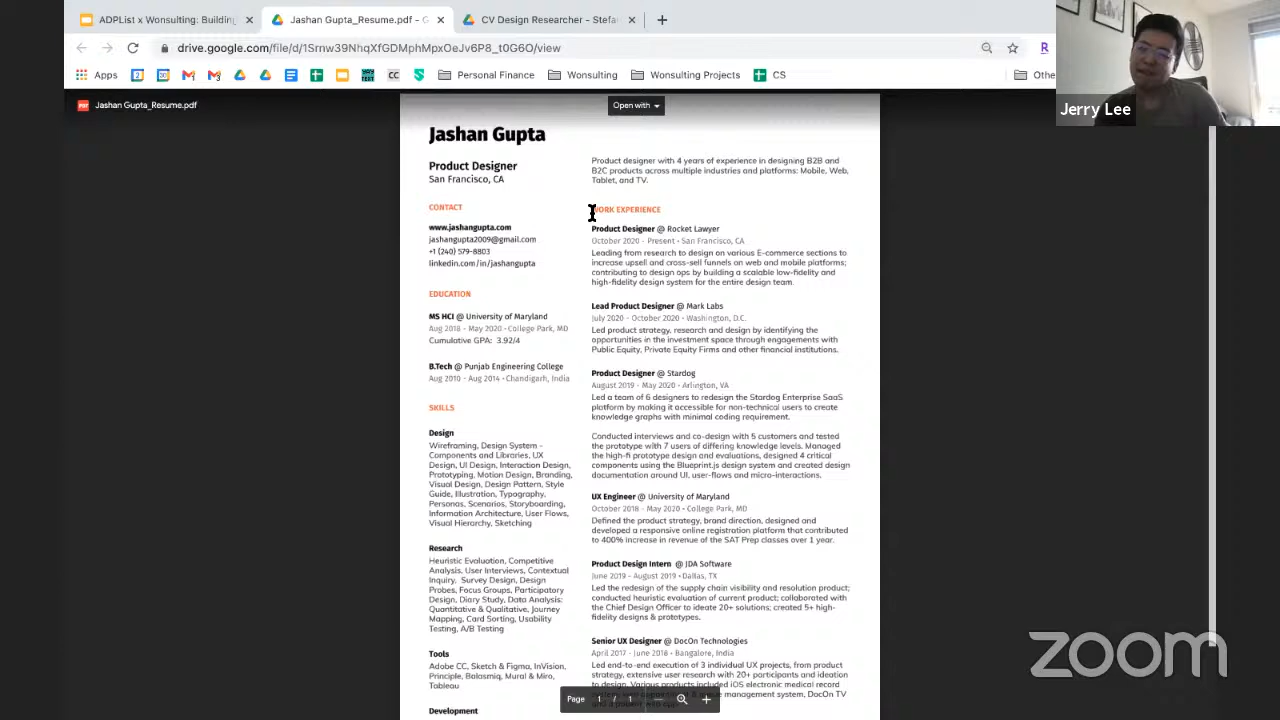 ADPList x Wonsulting: Building
Jashan Gupta_Resume.pdf - G
CV Design Researcher - Stefa
drive.google.com/file/d/1Srnw39NhqXfGDMphMpxOeJv6P8_t0G6O/view
Apps
CC
Personal Finance
Wonsulting
Wonsulting Projects
CS
Othe
Jerry Lee
Jashan Gupta_Resume.pdf
Open with
Jashan Gupta
Product Designer
San Francisco, CA
CONTACT
www.jashangupta.com
jashangupta2009@gmail.com
+1 (240) 579-8803
linkedin.com/in/jashangupta
EDUCATION
MS HCI @ University of Maryland
Aug 2018 - May 2020 • College Park, MD
Cumulative GPA: 3.92/4
B.Tech @ Punjab Engineering College
Aug 2010 - Aug 2014 • Chandigarh, India
SKILLS
Design
Wireframing, Design System -
Components and Libraries, UX
Design, UI Design, Interaction Design,
Prototyping, Motion Design, Branding,
Visual Design, Design Pattern, Style
Guide, Illustration, Typography,
Personas, Scenarios, Storyboarding,
Information Architecture, User Flows,
Visual Hierarchy, Sketching
Research
Heuristic Evaluation, Competitive
Analysis, User Interviews, Contextual
Inquiry, Survey Design, Design
Probes, Focus Groups, Participatory
Design, Diary Study, Data Analysis:
Quantitative & Qualitative, Journey
Mapping, Card Sorting, Usability
Testing, A/B Testing
Tools
Adobe CC, Sketch & Figma, InVision,
Principle, Balsmiq, Mural & Miro,
Tableau
Development
Product designer with 4 years of experience in designing B2B and
B2C products across multiple industries and platforms: Mobile, Web,
Tablet, and TV.
WORK EXPERIENCE
Product Designer @ Rocket Lawyer
October 2020 - Present • San Francisco, CA
Leading from research to design on various E-commerce sections to
increase upsell and cross-sell funnels on web and mobile platforms;
contributing to design ops by building a scalable low-fidelity and
high-fidelity design system for the entire design team.
Lead Product Designer @ Mark Labs
July 2020 - October 2020 • Washington, D.C.
Led product strategy, research and design by identifying the
opportunities in the investment space through engagements with
Public Equity, Private Equity Firms and other financial institutions.
Product Designer @ Stardog
August 2019 - May 2020 • Arlington, VA
Led a team of 6 designers to redesign the Stardog Enterprise SaaS
platform by making it accessible for non-technical users to create
knowledge graphs with minimal coding requirement.
Conducted interviews and co-design with 5 customers and tested
the prototype with 7 users of differing knowledge levels. Managed
the high-fi prototype design and evaluations, designed 4 critical
components using the Blueprint.js design system and created design
documentation around UI, user-flows and micro-interactions.
UX Engineer @ University of Maryland
October 2018 - May 2020 • College Park, MD
Defined the product strategy, brand direction, designed and
developed a responsive online registration platform that contributed
to 400% increase in revenue of the SAT Prep classes over 1 year.
Product Design Intern @ JDA Software
June 2019 - August 2019 • Dallas, TX
Led the redesign of the supply chain visibility and resolution product;
conducted heuristic evaluation of current product; collaborated with
the Chief Design Officer to ideate 20+ solutions; created 5+ high-
fidelity designs & prototypes.
Senior UX Designer @ DocOn Technologies
April 2017 - June 2018 • Bangalore, India
Led end-to-end execution of 3 individual UX projects, from product
strategy, extensive user research with 20+ participants and ideation
to design. Various products included iOS electronic medical record
management system, DocOn TV
Page 1 / 1
zoom